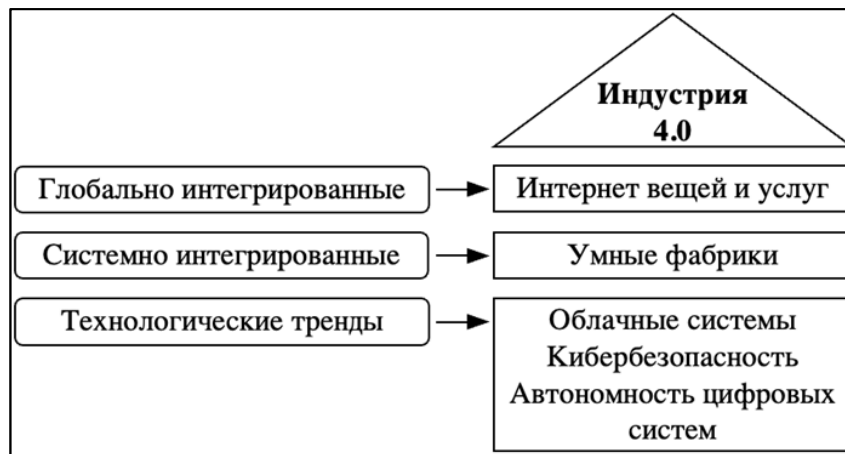 Индустрия
4.0
Глобально интегрированные
Интернет вещей и услуг
Системно интегрированные
Умные фабрики
Технологические тренды
Облачные системы
Кибербезопасность
Автономность цифровых
систем